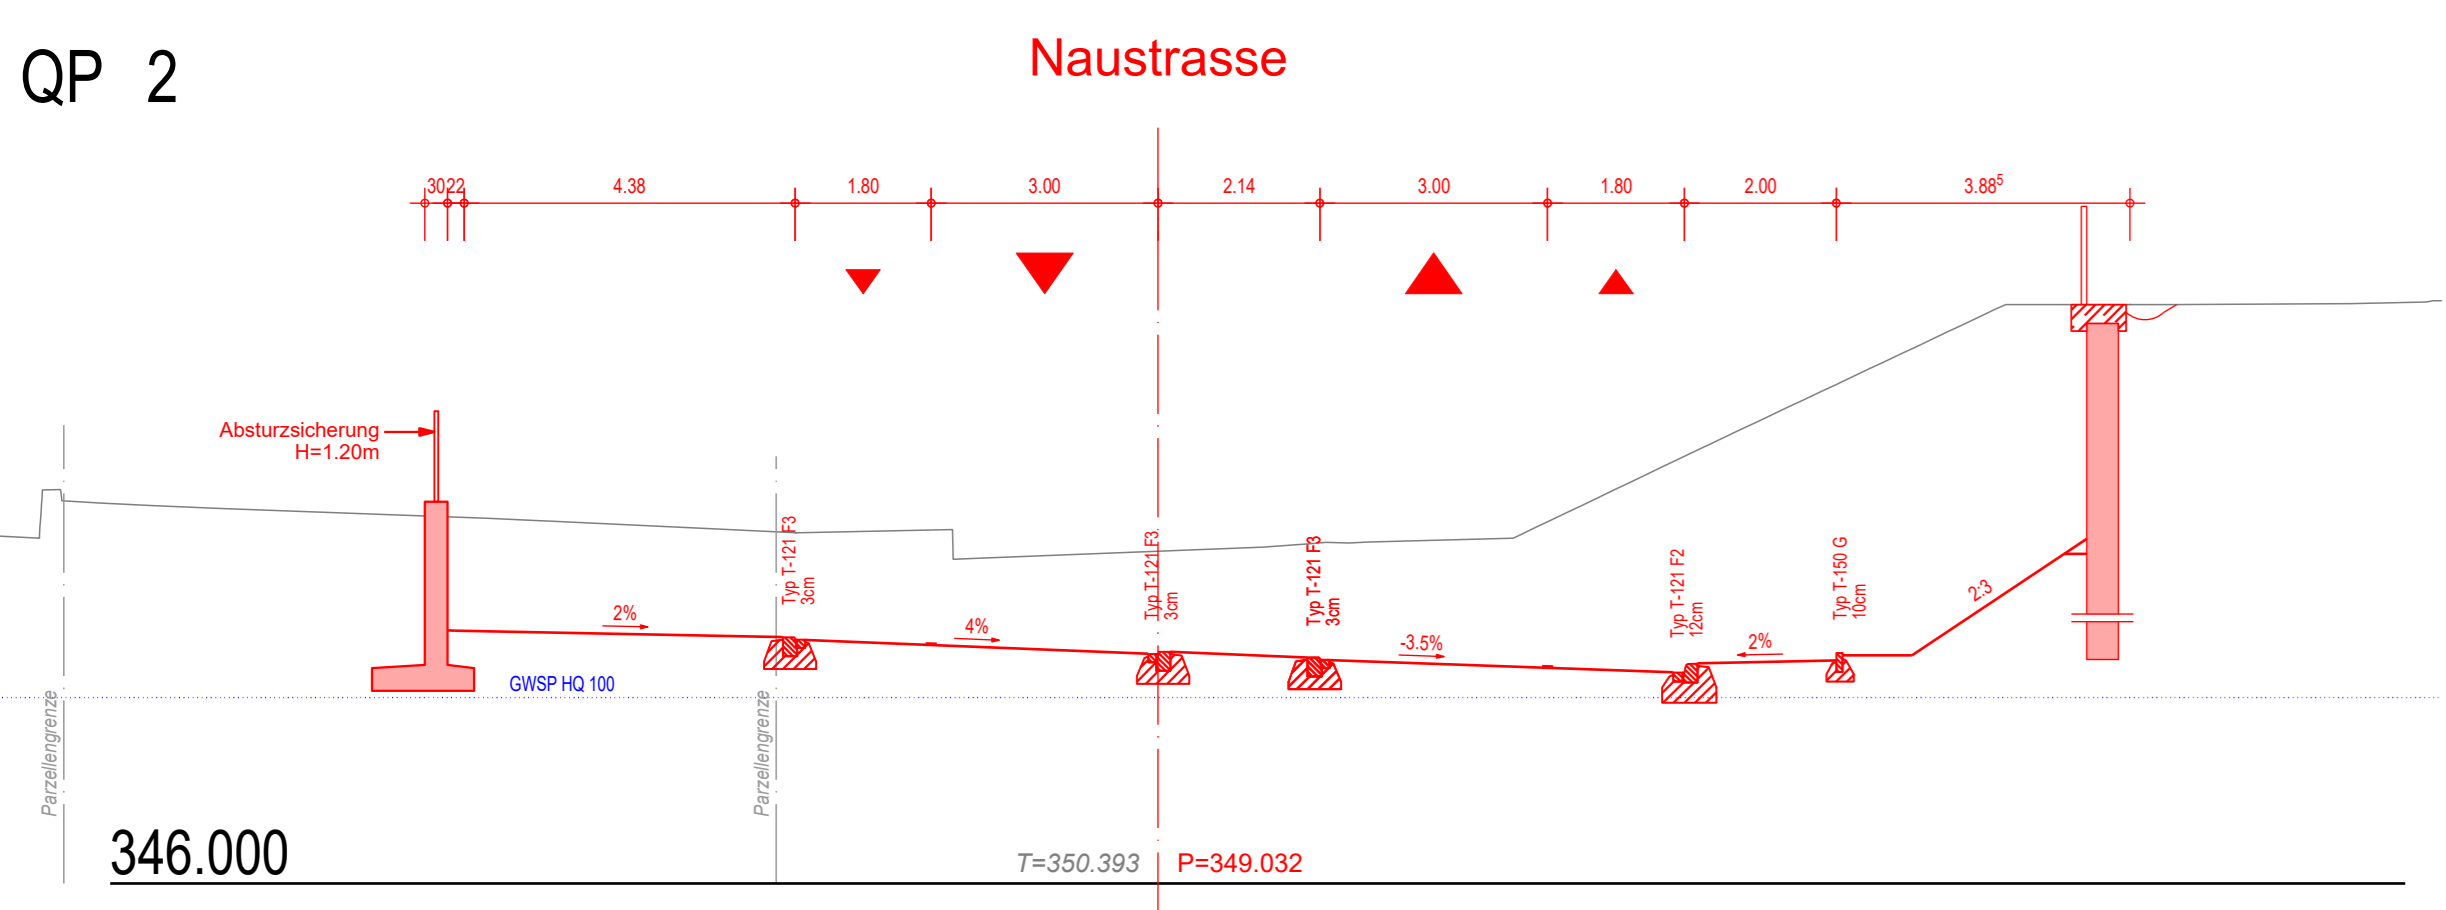 QP 2
Naustrasse
3022 4.38 1.80 3.00 2.14 3.00 1.80 2.00 3.88⁵
Absturzsicherung
H=1.20m
Typ T-121 F3
3cm
Typ T-121 F3
3cm
Typ T-121 F3
3cm
Typ T-121 F2
12cm
Typ T-150 G
10cm
2%
4%
-3.5%
2%
2:3
GWSP HQ 100
Parzellengrenze
Parzellengrenze
346.000
T=350.393
P=349.032